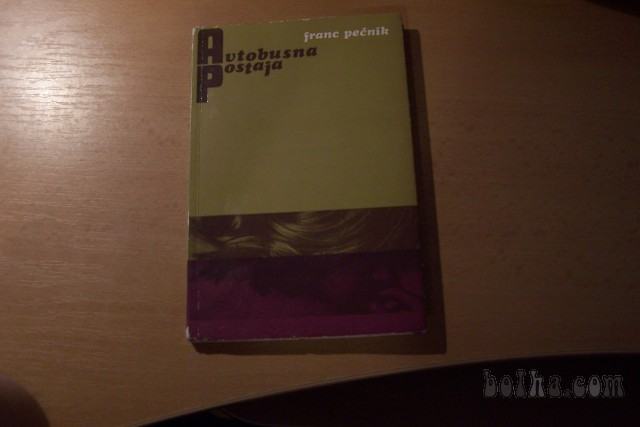 franc pečnik
Avtobusna
Postaja
bolha.com